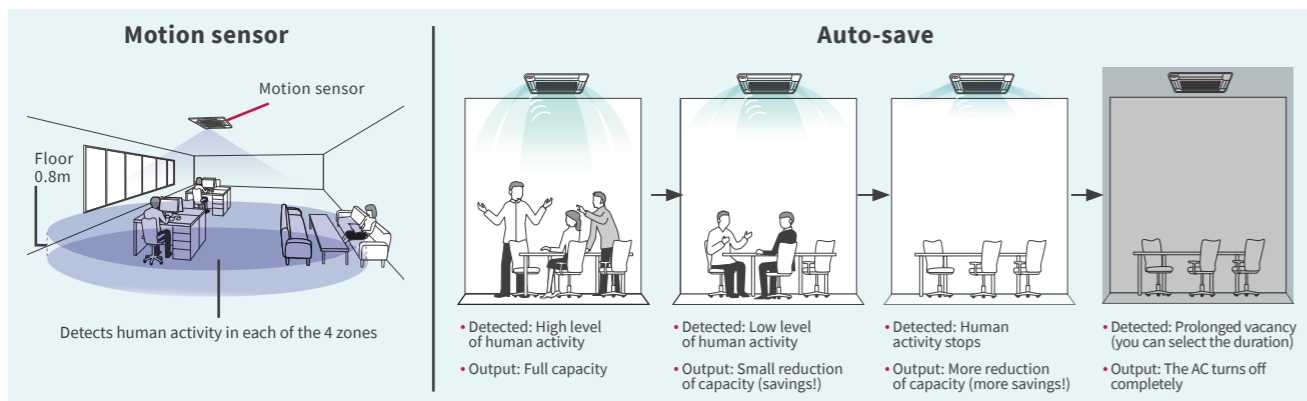 Motion sensor
Motion sensor
Floor
0.8m
Detects human activity in each of the 4 zones
Auto-save
• Detected: High level
of human activity
• Output: Full capacity
• Detected: Low level
of human activity
• Output: Small reduction
of capacity (savings!)
• Detected: Human
activity stops
• Output: More reduction
of capacity (more savings!)
• Detected: Prolonged vacancy
(you can select the duration)
• Output: The AC turns off
completely